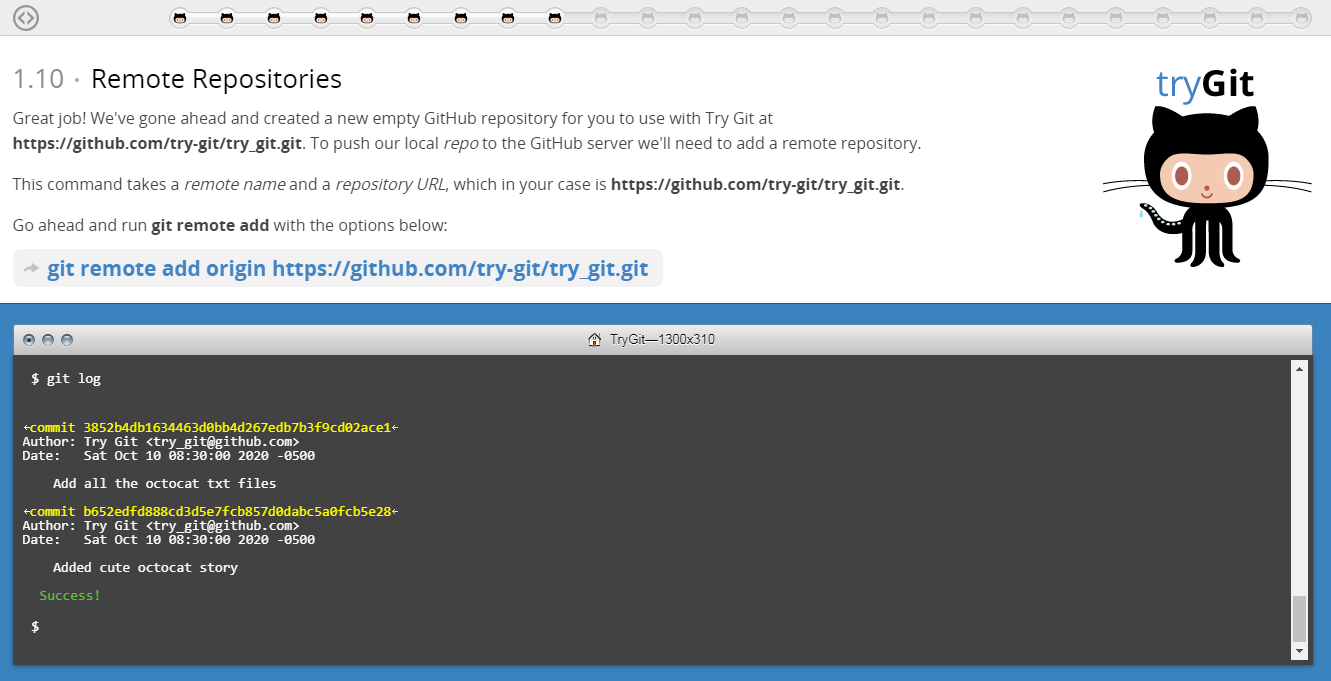 1.10 · Remote Repositories
tryGit
Great job! We've gone ahead and created a new empty GitHub repository for you to use with Try Git at
https://github.com/try-git/try_git.git. To push our local repo to the GitHub server we'll need to add a remote repository.
This command takes a remote name and a repository URL, which in your case is https://github.com/try-git/try_git.git.
Go ahead and run git remote add with the options below:
git remote add origin https://github.com/try-git/try_git.git
TryGit—1300x310
$ git log
←commit 3852b4db1634463d0bb4d267edb7b3f9cd02ace1←
Author: Try Git <try_git@github.com>
Date:   Sat Oct 10 08:30:00 2020 -0500
Add all the octocat txt files
←commit b652edfd888cd3d5e7fcb857d0dabc5a0fcb5e28←
Author: Try Git <try_git@github.com>
Date:   Sat Oct 10 08:30:00 2020 -0500
Added cute octocat story
Success!
$